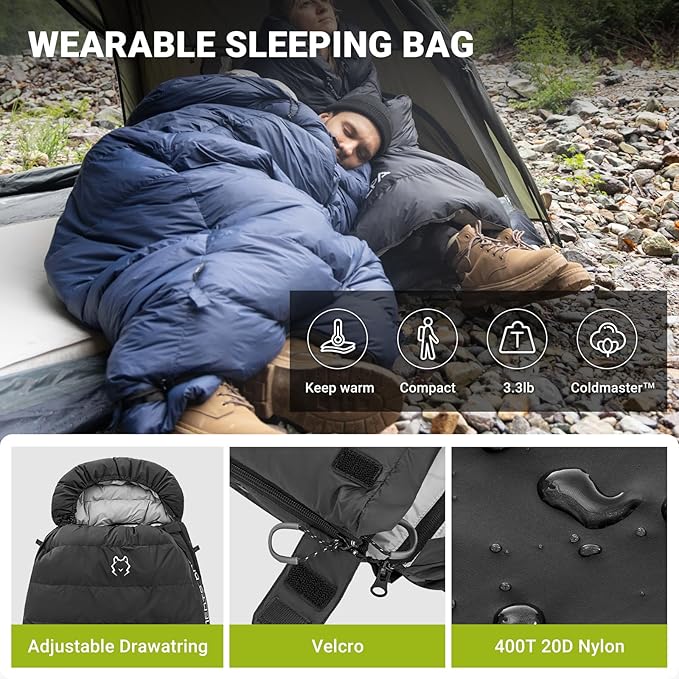 WEARABLE SLEEPING BAG
Keep warm
Compact
3.3lb
Coldmaster™
T
Adjustable Drawatring
Velcro
400T 20D Nylon